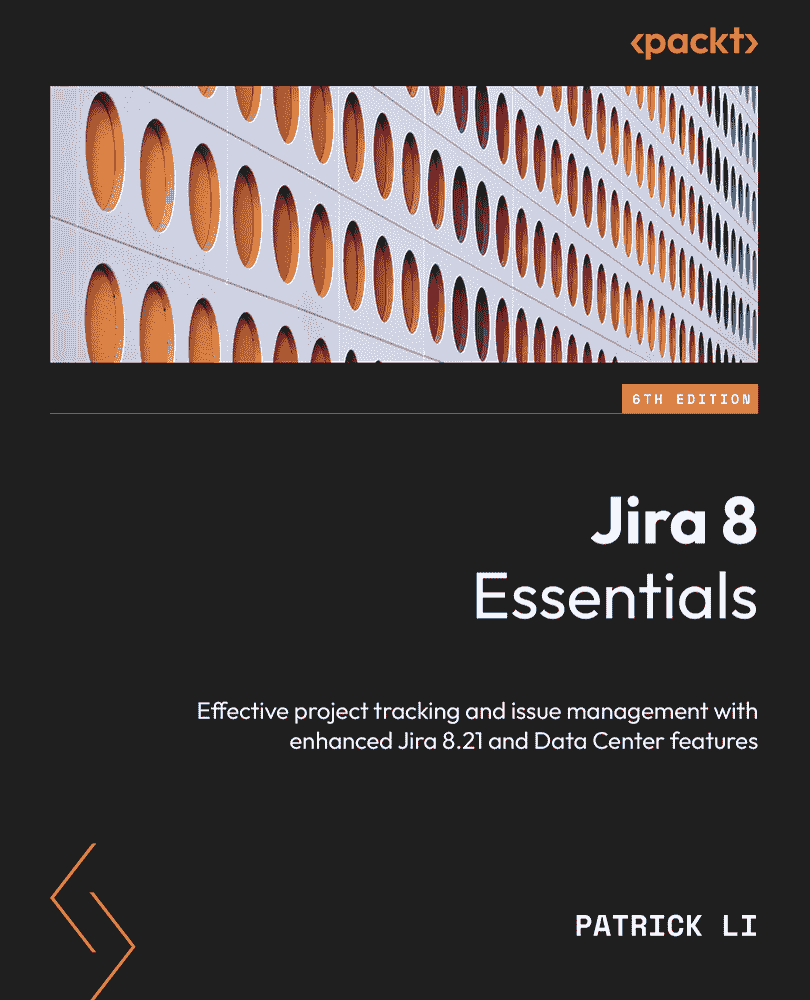 <packt>
6TH EDITION
Jira 8
Essentials
Effective project tracking and issue management with
enhanced Jira 8.21 and Data Center features
PATRICK LI